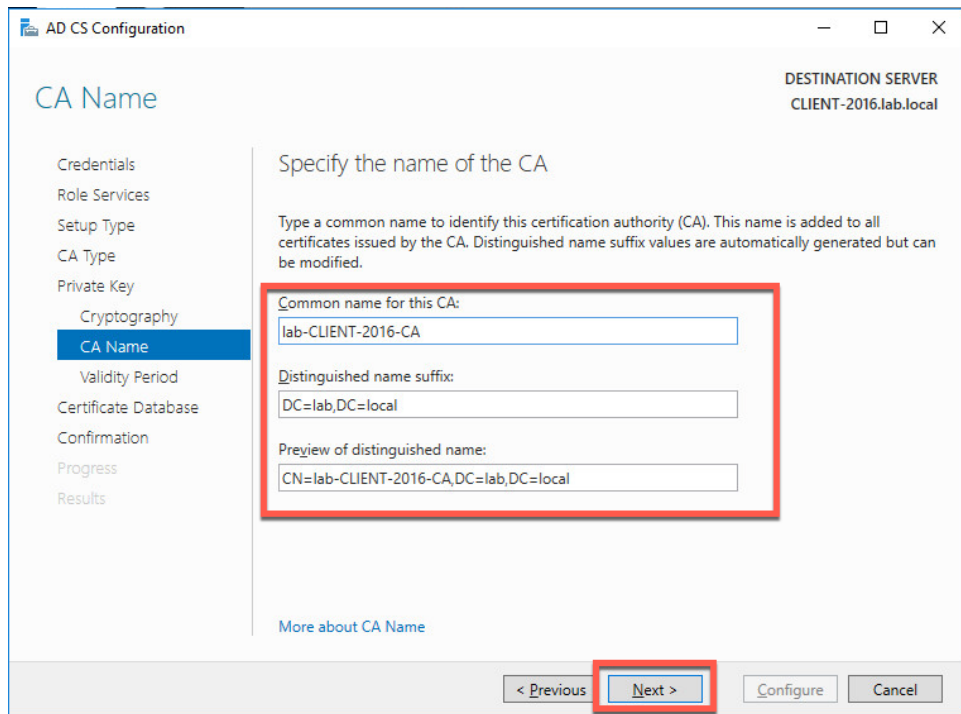 AD CS Configuration
CA Name
DESTINATION SERVER
CLIENT-2016.lab.local
Credentials
Role Services
Setup Type
CA Type
Private Key
Cryptography
CA Name
Validity Period
Certificate Database
Confirmation
Progress
Results
Specify the name of the CA
Type a common name to identify this certification authority (CA). This name is added to all
certificates issued by the CA. Distinguished name suffix values are automatically generated but can
be modified.
Common name for this CA:
lab-CLIENT-2016-CA
Distinguished name suffix:
DC=lab,DC=local
Preview of distinguished name:
CN=lab-CLIENT-2016-CA,DC=lab,DC=local
More about CA Name
< Previous
Next >
Configure
Cancel